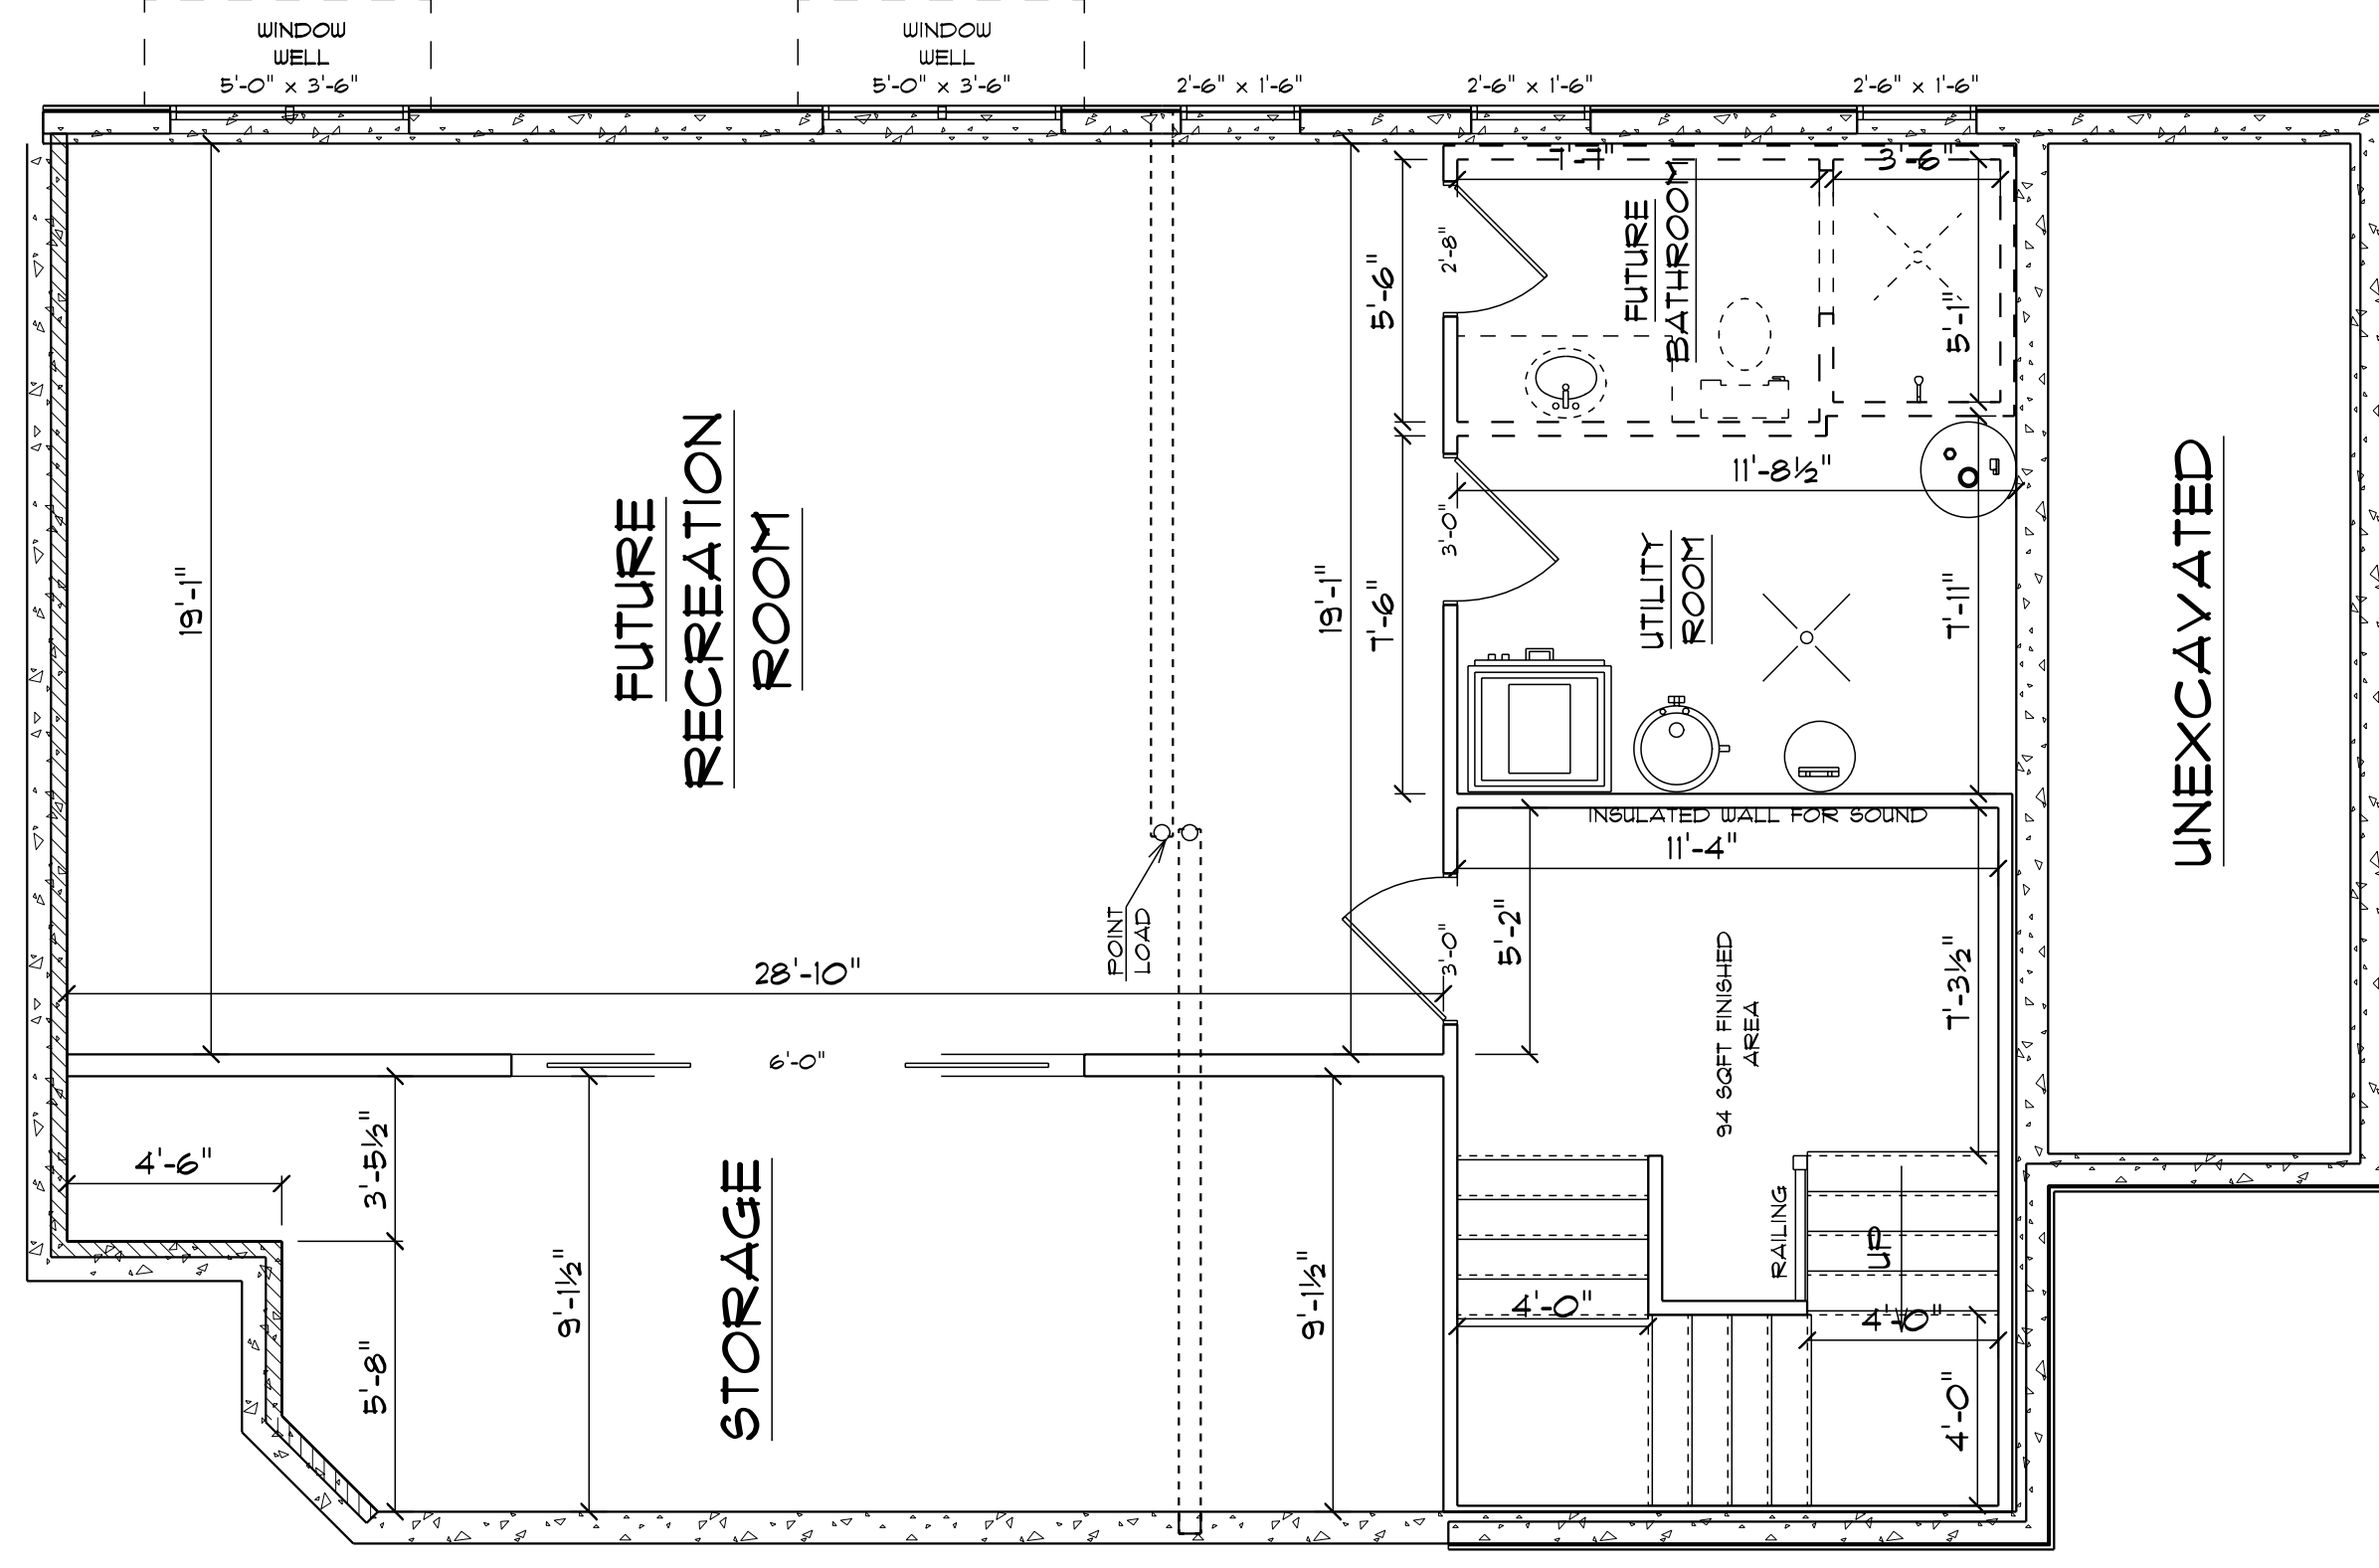 WINDOW
WELL
5'-0" x 3'-6"
WINDOW
WELL
5'-0" x 3'-6"
2'-6" x 1'-6"
2'-6" x 1'-6"
2'-6" x 1'-6"
7'-7"
3'-6"
FUTURE
BATHROOM
2'-8"
5'-6"
5'-1"
11'-8½"
3'-0"
UTILITY
ROOM
7'-6"
7'-11"
19'-1"
FUTURE
RECREATION
ROOM
19'-1"
UNEXCAVATED
INSULATED WALL FOR SOUND
11'-4"
POINT
LOAD
5'-2"
3'-0"
94 SQFT FINISHED
AREA
7'-3½"
28'-10"
6'-0"
4'-6"
3'-5½"
9'-1½"
STORAGE
9'-1½"
5'-8"
RAILING
UP
4'-0"
4'-0"
4'-0"